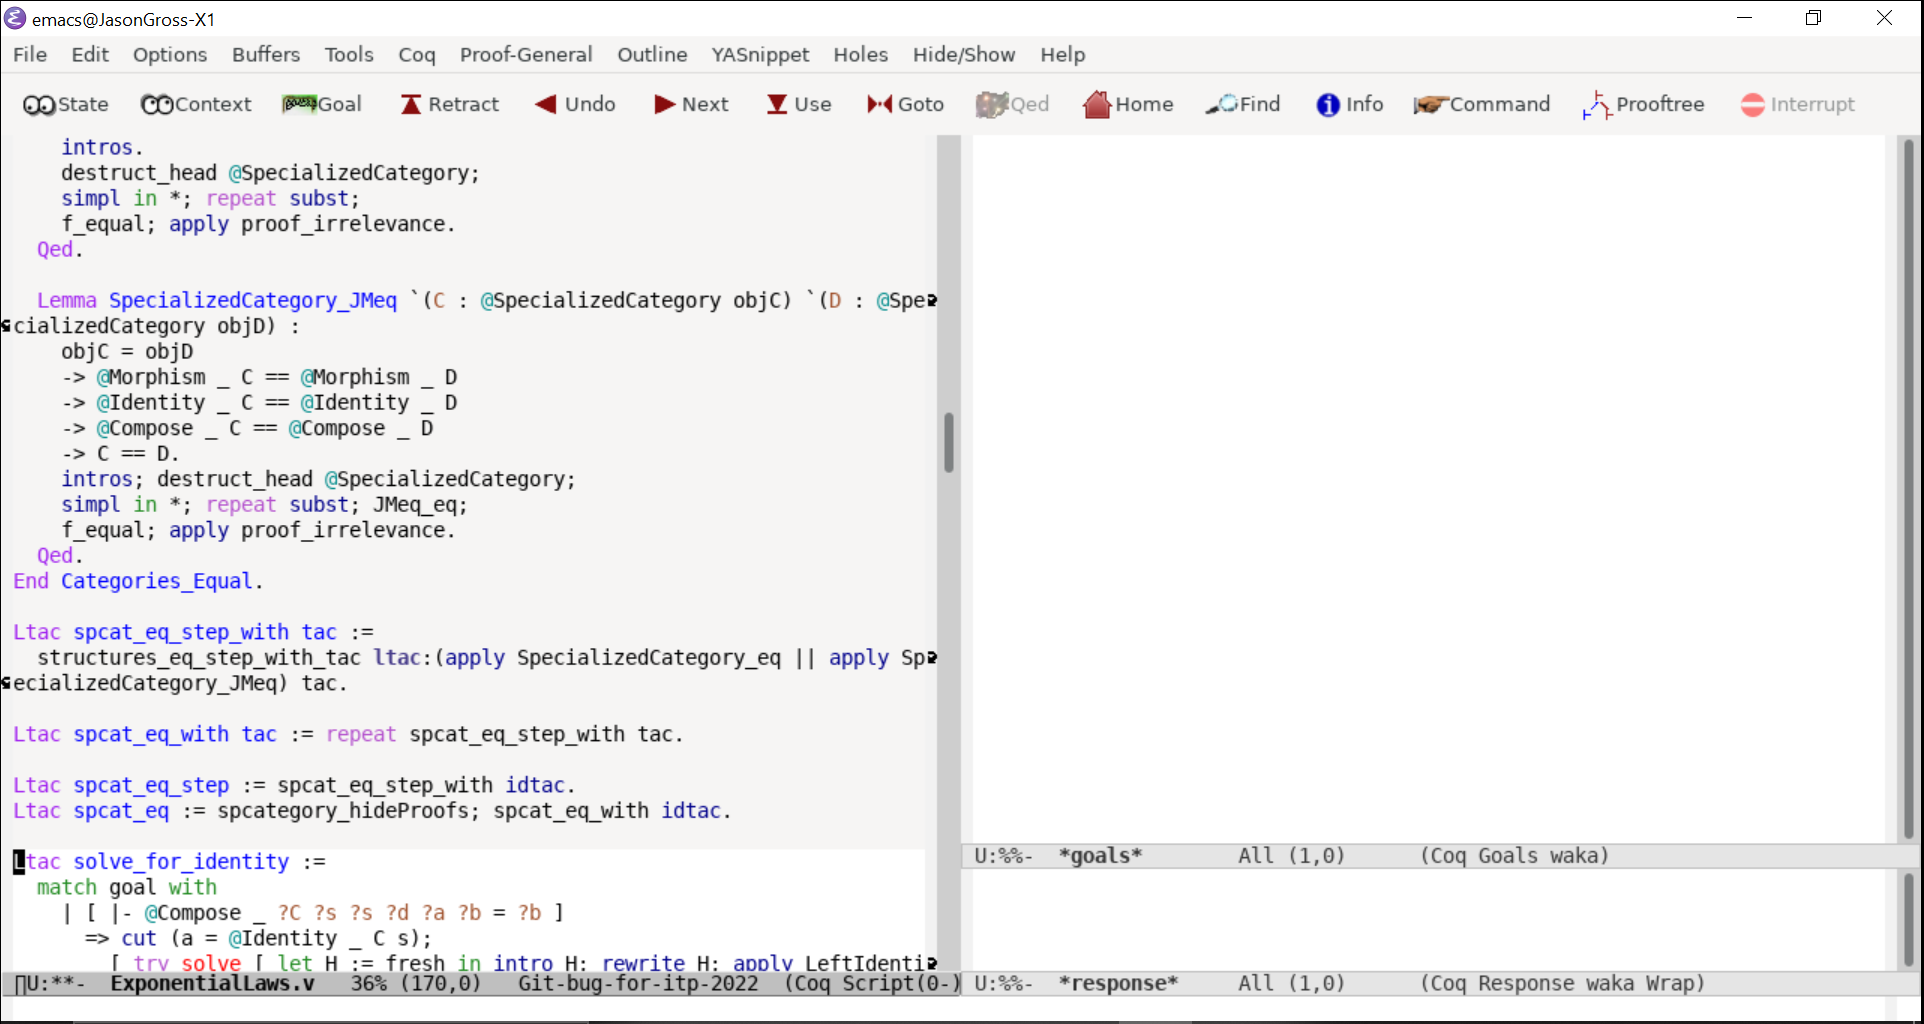 emacs@JasonGross-X1
File Edit Options Buffers Tools Coq Proof-General Outline YASnippet Holes Hide/Show Help
State Context Goal Retract Undo Next Use Goto Qed Home Find Info Command Prooftree Interrupt
intros.
destruct_head @SpecializedCategory;
simpl in *; repeat subst;
f_equal; apply proof_irrelevance.
Qed.
Lemma SpecializedCategory_JMeq `(C : @SpecializedCategory objC) `(D : @Spe
cializedCategory objD) :
objC = objD
-> @Morphism _ C == @Morphism _ D
-> @Identity _ C == @Identity _ D
-> @Compose _ C == @Compose _ D
-> C == D.
intros; destruct_head @SpecializedCategory;
simpl in *; repeat subst; JMeq_eq;
f_equal; apply proof_irrelevance.
Qed.
End Categories_Equal.
Ltac spcat_eq_step_with tac :=
structures_eq_step_with_tac ltac:(apply SpecializedCategory_eq || apply Sp
ecializedCategory_JMeq) tac.
Ltac spcat_eq_with tac := repeat spcat_eq_step_with tac.
Ltac spcat_eq_step := spcat_eq_step_with idtac.
Ltac spcat_eq := spcategory_hideProofs; spcat_eq_with idtac.
Ltac solve_for_identity :=
match goal with
| [ |- @Compose _ ?C ?s ?s ?d ?a ?b = ?b ]
=> cut (a = @Identity _ C s);
[ try solve [ let H := fresh in intro H; rewrite H; apply LeftIdenti
U:**- ExponentialLaws.v 36% (170,0) Git-bug-for-itp-2022 (Coq Script(0-)
U:%%- *goals* All (1,0) (Coq Goals waka)
U:%%- *response* All (1,0) (Coq Response waka Wrap)